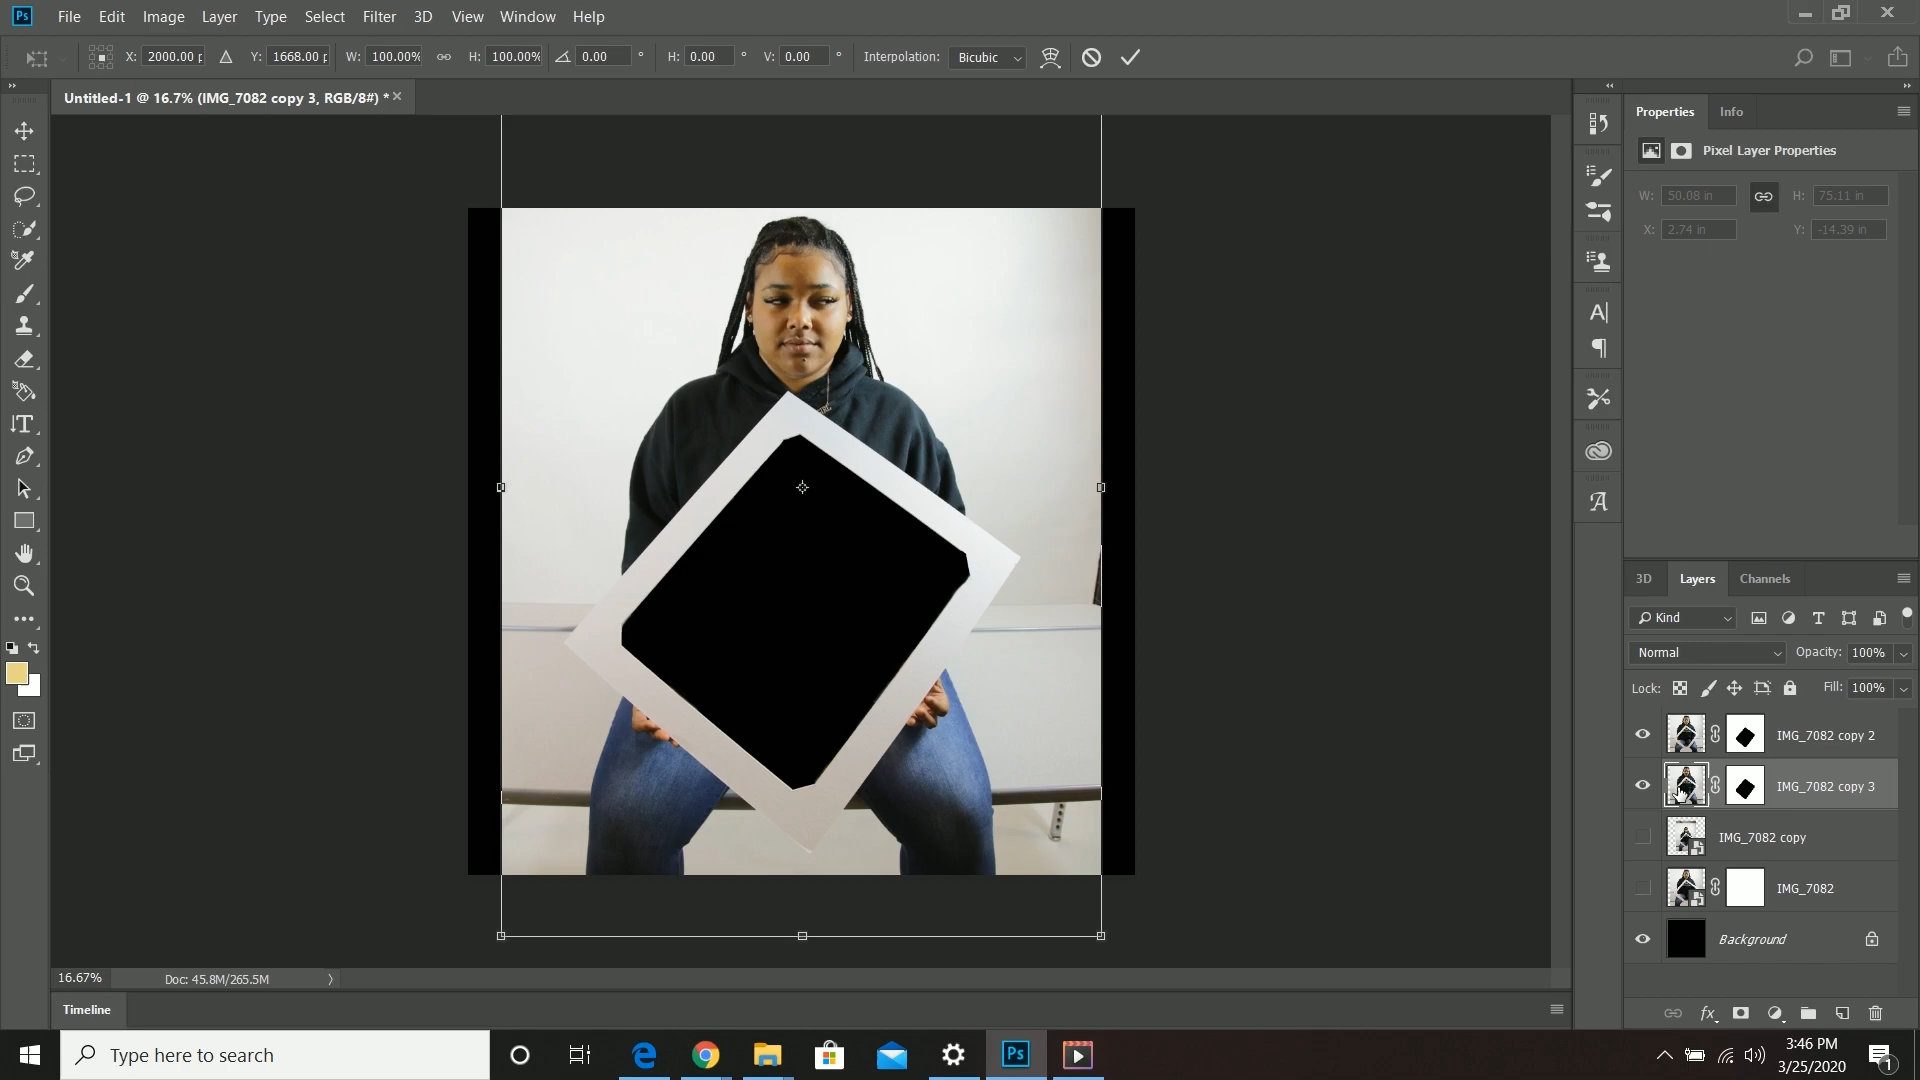 Ps File Edit Image Layer Type Select Filter 3D View Window Help
X: 2000.00 p Y: 1668.00 p W: 100.00% H: 100.00% 0.00 ° H: 0.00 ° V: 0.00 ° Interpolation: Bicubic
Untitled-1 @ 16.7% (IMG_7082 copy 3, RGB/8#) * ×
Properties Info
Pixel Layer Properties
W: 50.08 in H: 75.11 in
X: 2.74 in Y: -14.39 in
3D Layers Channels
Kind
Normal Opacity: 100%
Lock: Fill: 100%
IMG_7082 copy 2
IMG_7082 copy 3
IMG_7082 copy
IMG_7082
Background
fx
16.67% Doc: 45.8M/265.5M
Timeline
Type here to search
Ps
3:46 PM
3/25/2020
1